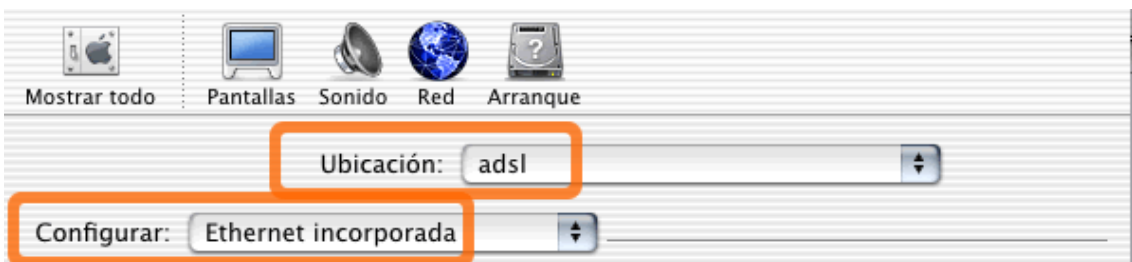 Mostrar todo Pantallas Sonido Red Arranque
Ubicación: adsl
Configurar: Ethernet incorporada